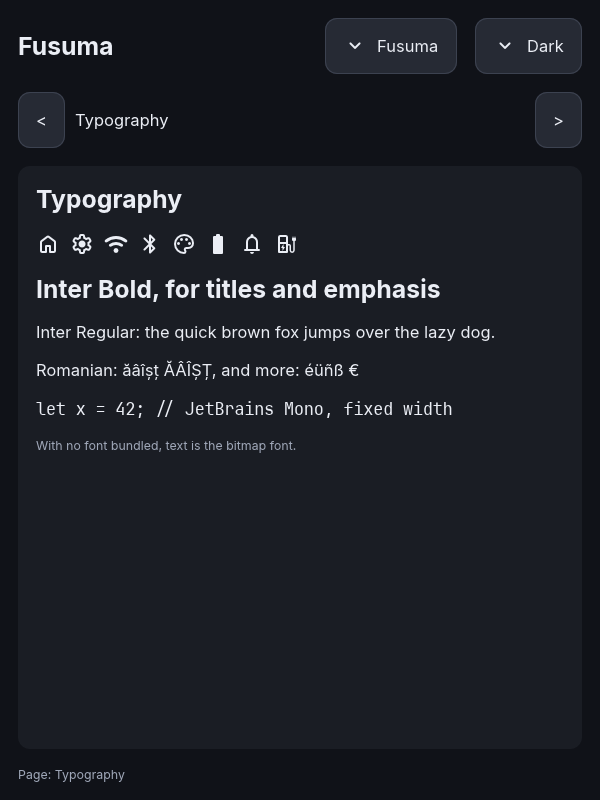 Fusuma
Fusuma
Dark
<
Typography
>
Typography
Inter Bold, for titles and emphasis
Inter Regular: the quick brown fox jumps over the lazy dog.
Romanian: ăâîșț ĂÂÎȘȚ, and more: éüñß €
let x = 42; // JetBrains Mono, fixed width
With no font bundled, text is the bitmap font.
Page: Typography